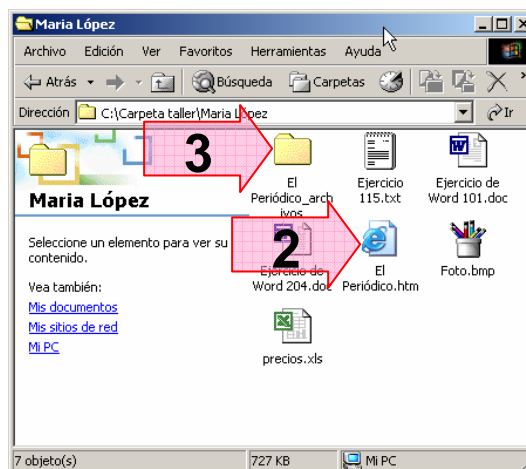 Maria López
Archivo Edición Ver Favoritos Herramientas Ayuda
Atrás Búsqueda Carpetas »
Dirección C:\Carpeta taller\Maria López Ir
3
Maria López
Seleccione un elemento para ver su
contenido.
Vea también:
Mis documentos
Mis sitios de red
Mi PC
El
Periódico_arch
ivos
Ejercicio
115.txt
Ejercicio de
Word 101.doc
2
Ejercicio de
Word 204.doc
El
Periódico.htm
Foto.bmp
precios.xls
7 objeto(s) 727 KB Mi PC